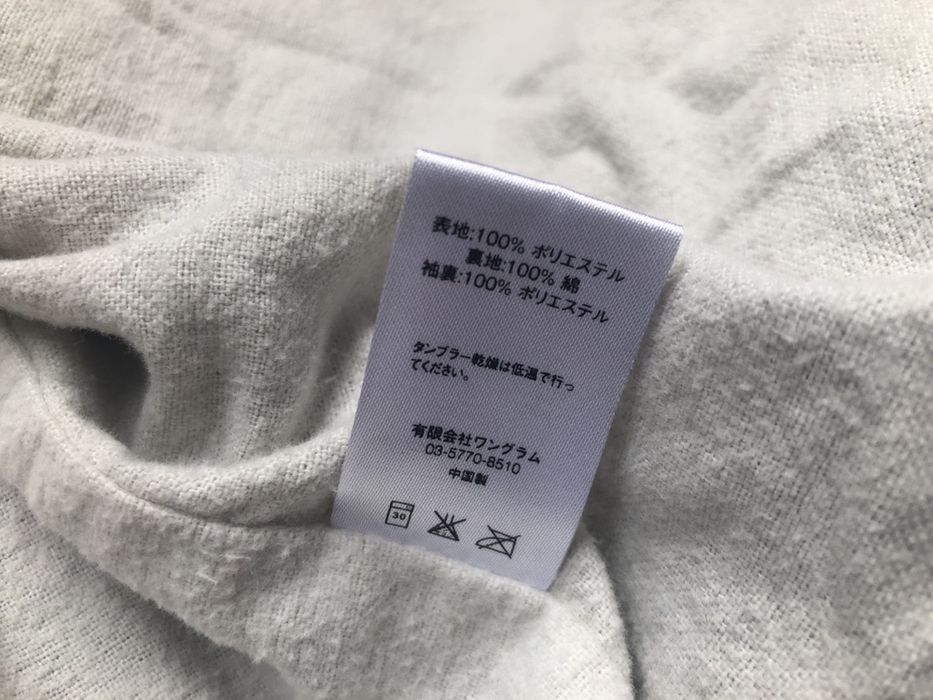 表地:100% ポリエステル
裏地:100% 綿
袖裏:100% ポリエステル
タンブラー乾燥は低温で行っ
てください。
有限会社ワングラム
03-5770-8510
中国製
30